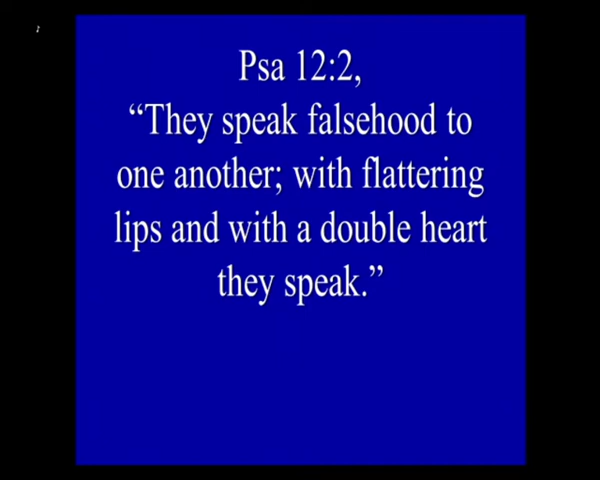 Psa 12:2,
“They speak falsehood to
one another; with flattering
lips and with a double heart
they speak.”